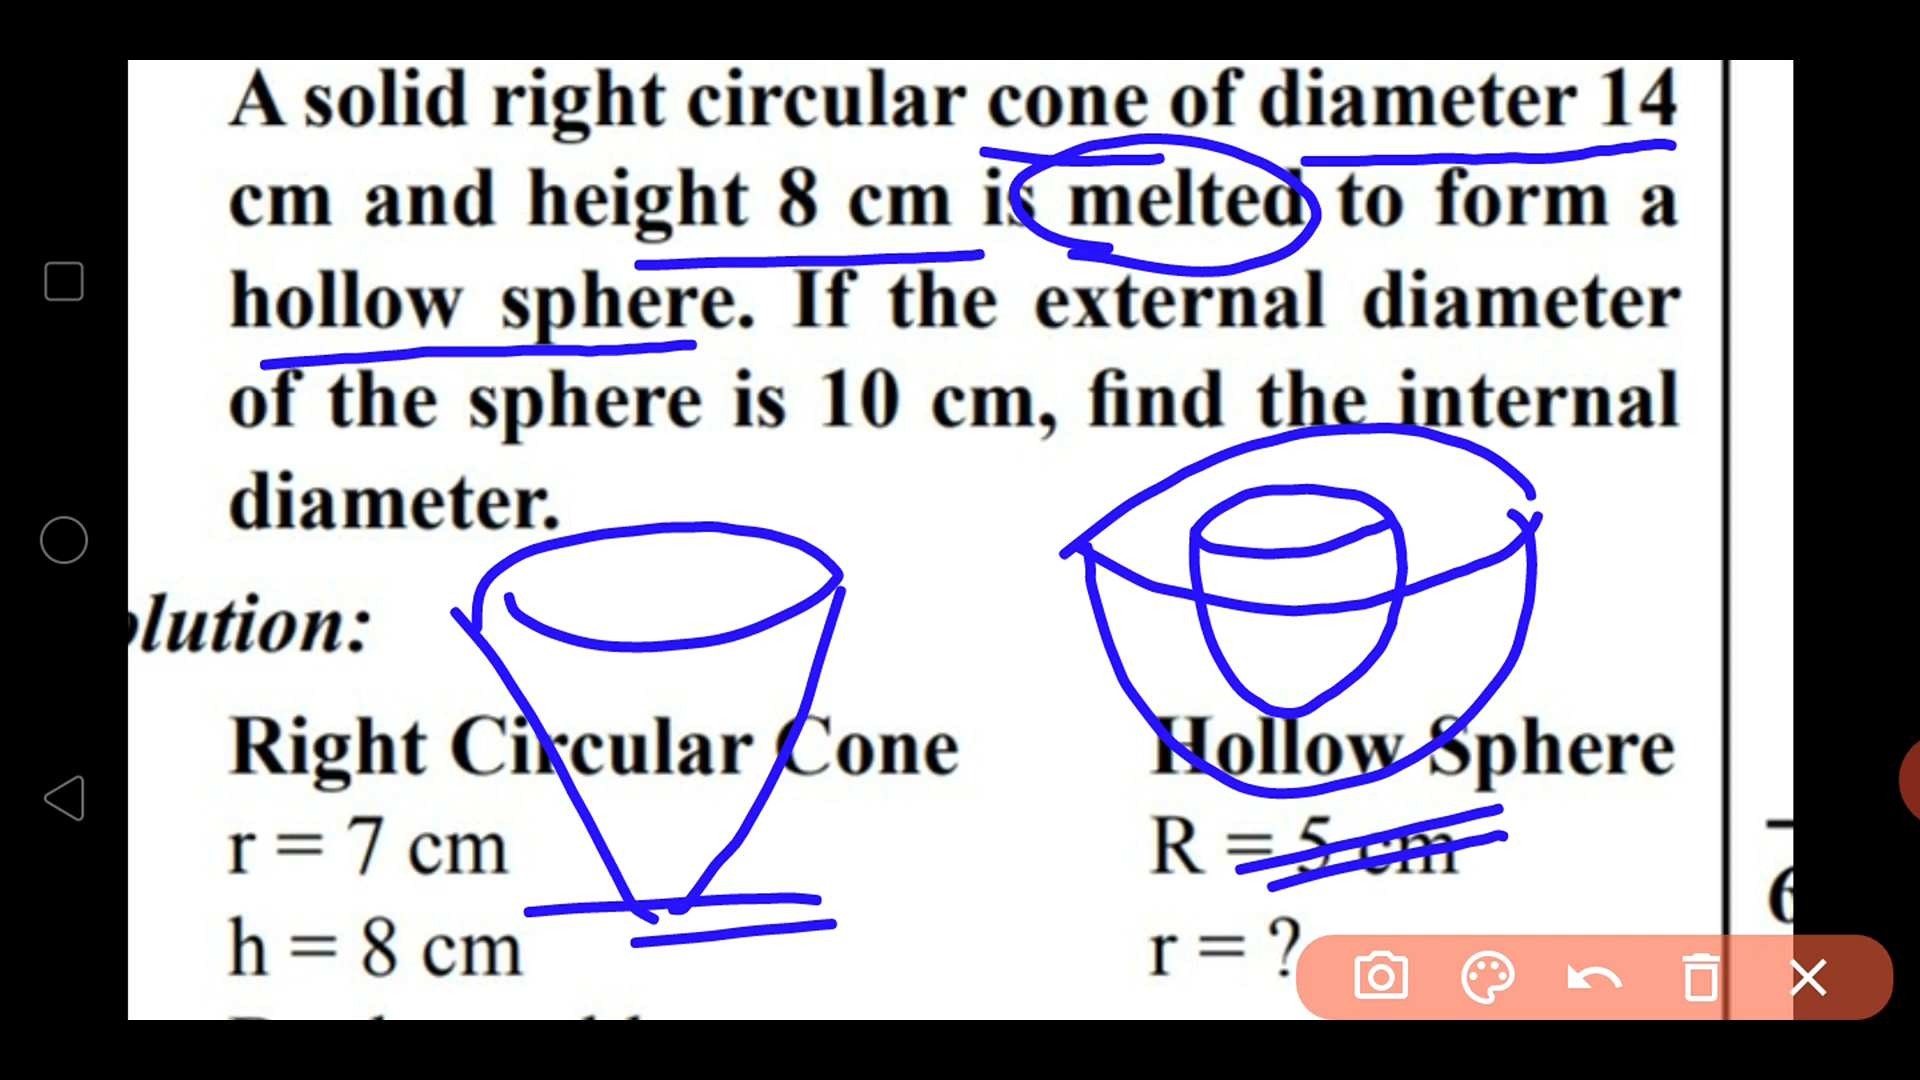 A solid right circular cone of diameter 14
cm and height 8 cm is melted to form a
hollow sphere. If the external diameter
of the sphere is 10 cm, find the internal
diameter.
olution:
Right Circular Cone
Hollow Sphere
r = 7 cm
R = 5 cm
h = 8 cm
r = ?
6